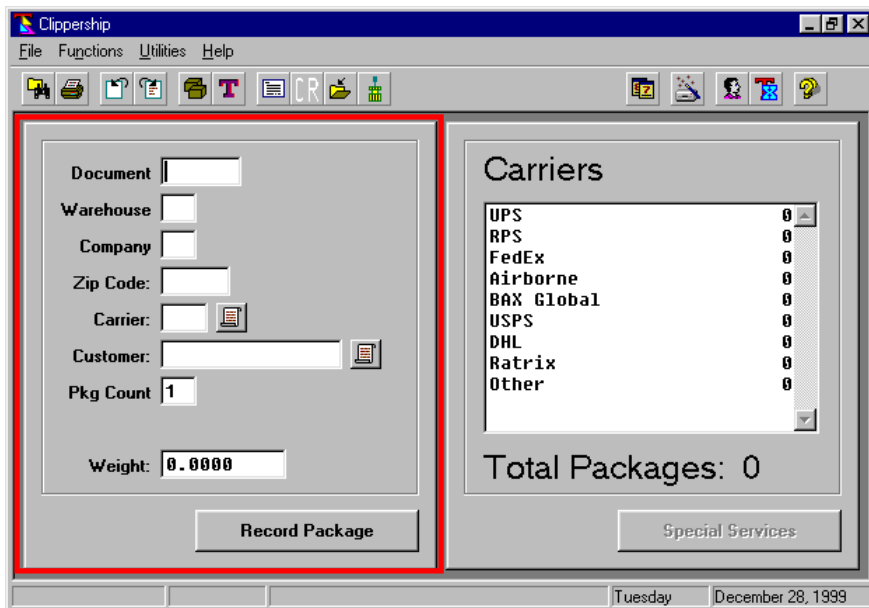 Clippership
File Functions Utilities Help
CR
Document
Warehouse
Company
Zip Code:
Carrier:
Customer:
Pkg Count 1
Weight: 0.0000
Record Package
Carriers
UPS 0
RPS 0
FedEx 0
Airborne 0
BAX Global 0
USPS 0
DHL 0
Ratrix 0
Other 0
Total Packages: 0
Special Services
Tuesday December 28, 1999